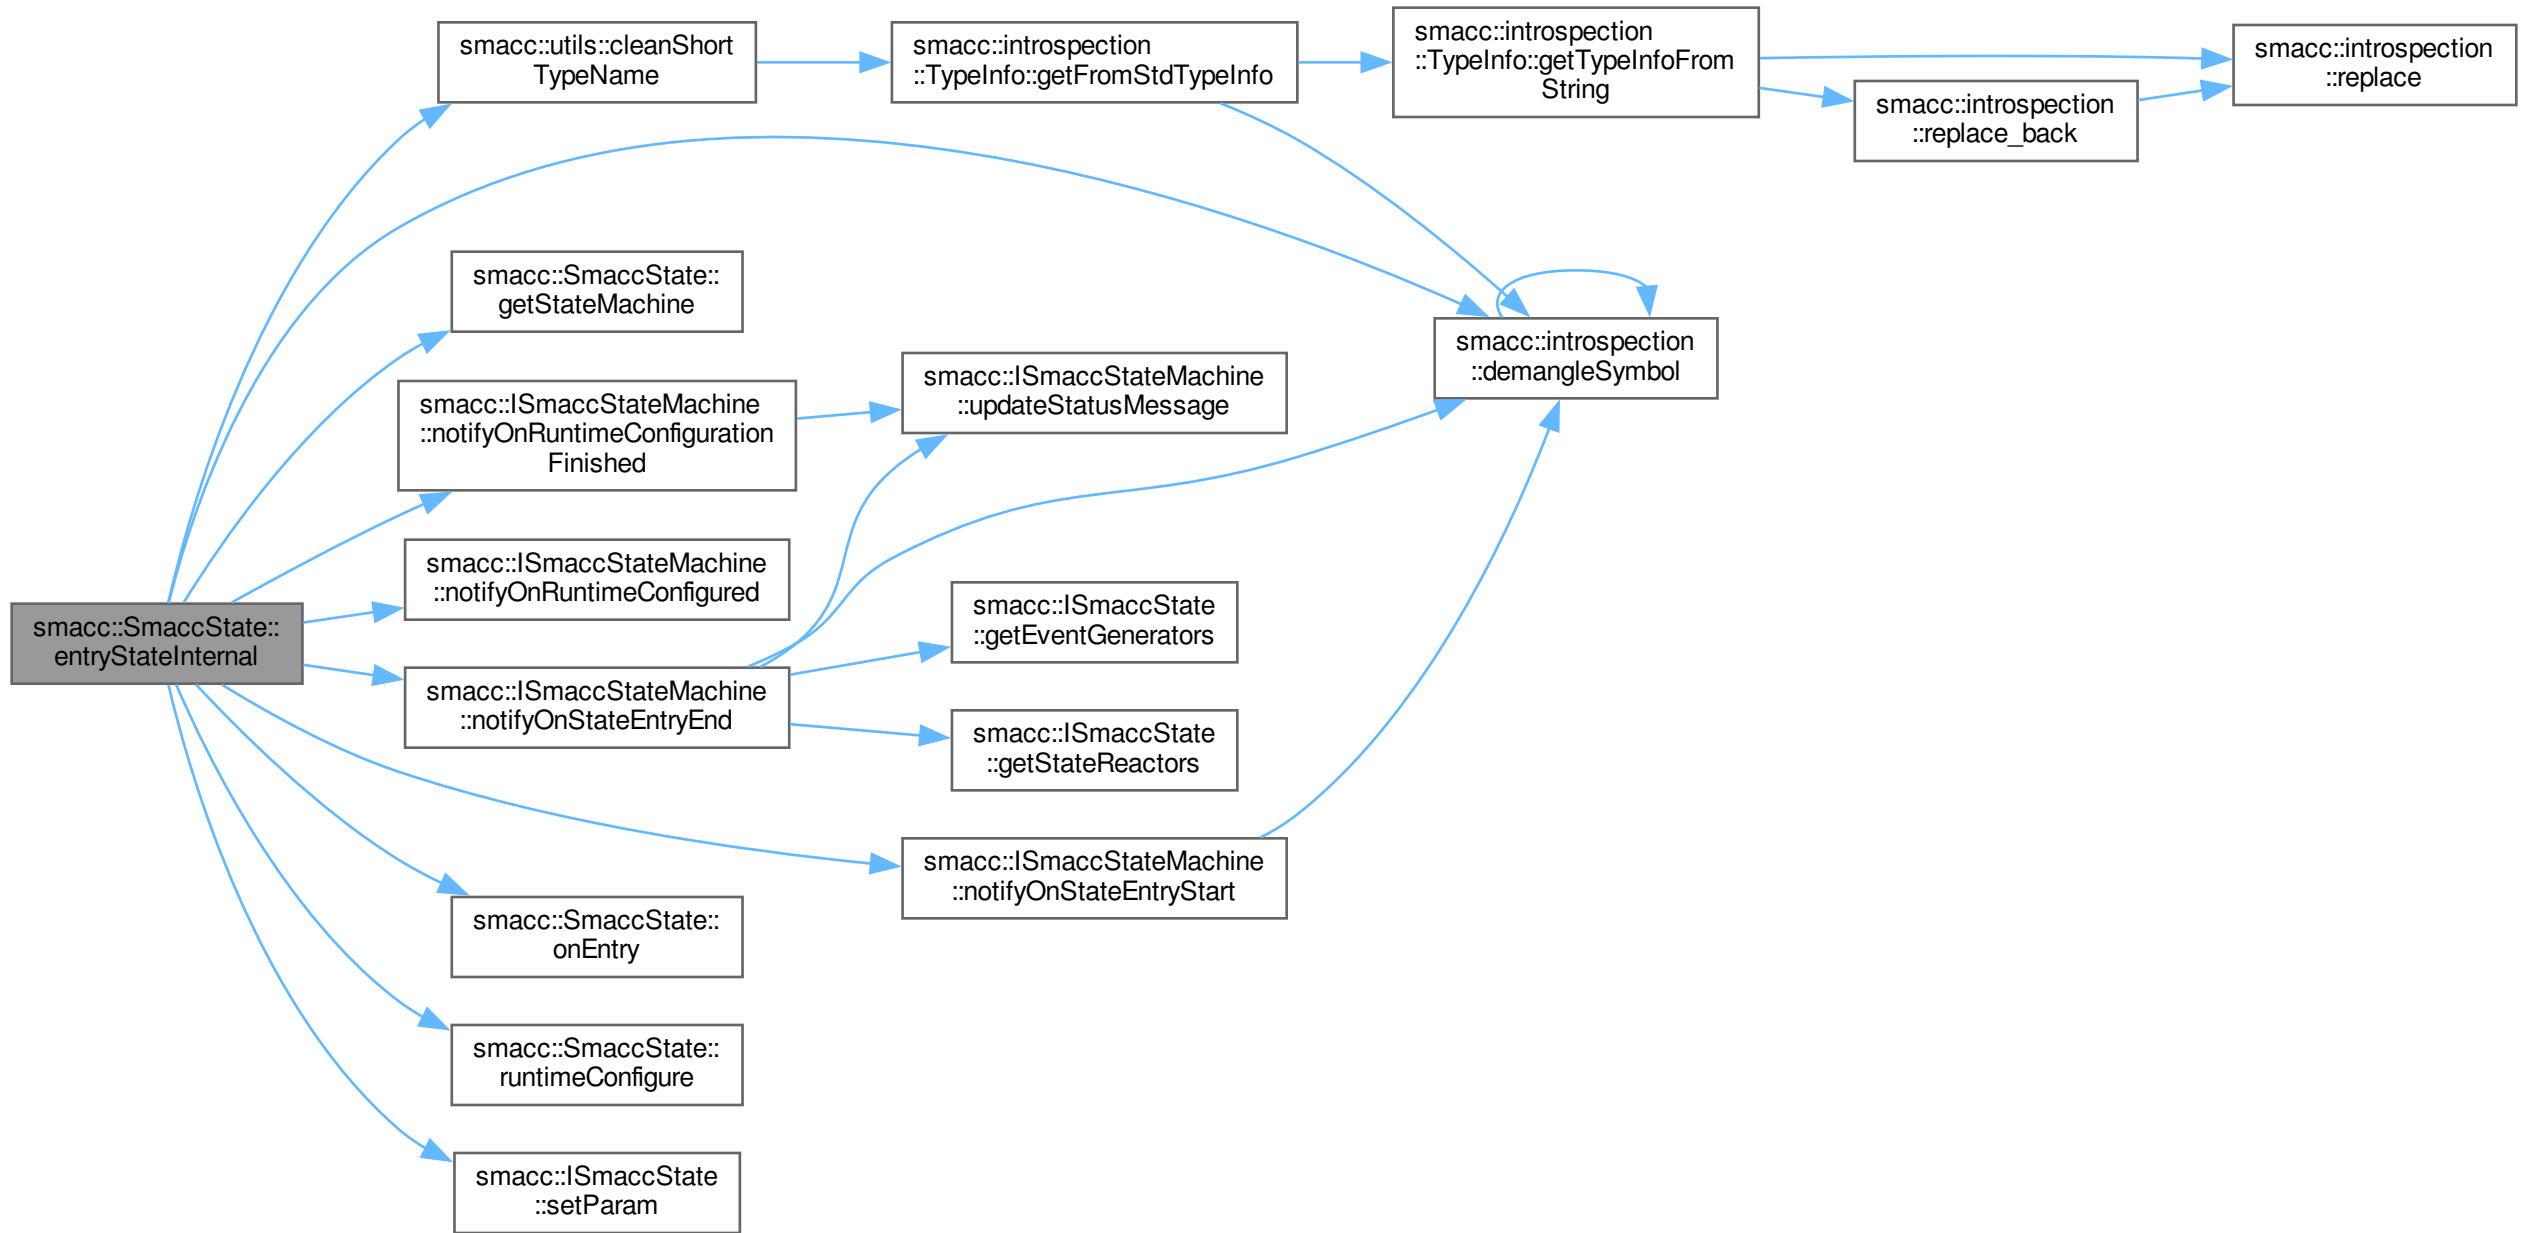 smacc::utils::cleanShort
TypeName
smacc::introspection
::TypeInfo::getFromStdTypeInfo
smacc::introspection
::TypeInfo::getTypeInfoFrom
String
smacc::introspection
::replace
smacc::introspection
::replace_back
smacc::SmaccState::
getStateMachine
smacc::introspection
::demangleSymbol
smacc::ISmaccStateMachine
::notifyOnRuntimeConfiguration
Finished
smacc::ISmaccStateMachine
::updateStatusMessage
smacc::ISmaccStateMachine
::notifyOnRuntimeConfigured
smacc::SmaccState::
entryStateInternal
smacc::ISmaccState
::getEventGenerators
smacc::ISmaccStateMachine
::notifyOnStateEntryEnd
smacc::ISmaccState
::getStateReactors
smacc::ISmaccStateMachine
::notifyOnStateEntryStart
smacc::SmaccState::
onEntry
smacc::SmaccState::
runtimeConfigure
smacc::ISmaccState
::setParam